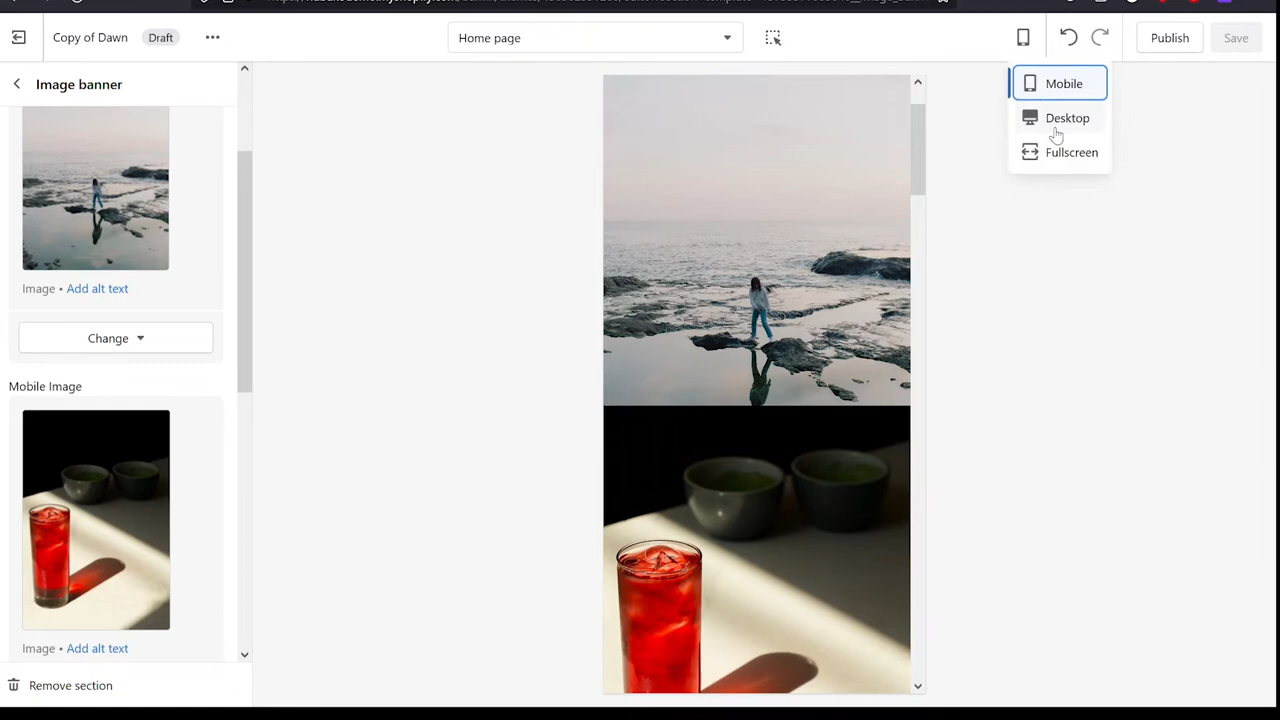 Copy of Dawn
Draft
Home page
Publish
Save
Image banner
Mobile
Desktop
Fullscreen
Image • Add alt text
Change
Mobile Image
Image • Add alt text
Remove section